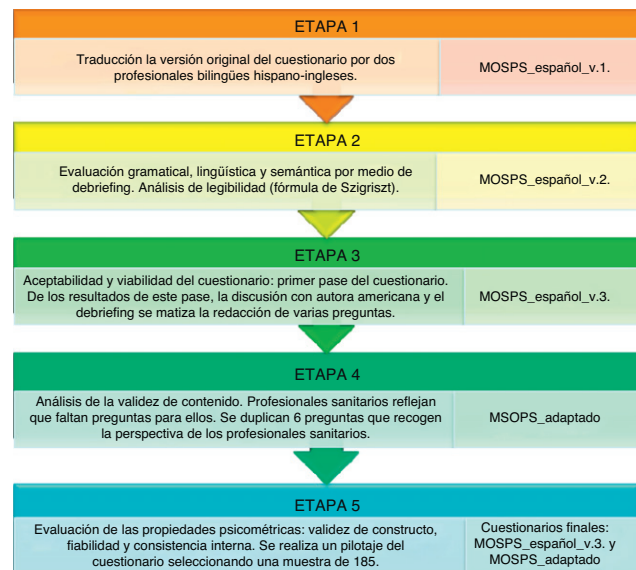 ETAPA 1
Traducción la versión original del cuestionario por dos
profesionales bilingües hispano-ingleses.
MOSPS_español_v.1.
ETAPA 2
Evaluación gramatical, lingüística y semántica por medio de
debriefing. Análisis de legibilidad (fórmula de Szigriszt).
MOSPS_español_v.2.
ETAPA 3
Aceptabilidad y viabilidad del cuestionario: primer pase del cuestionario.
De los resultados de este pase, la discusión con autora americana y el
debriefing se matiza la redacción de varias preguntas.
MOSPS_español_v.3.
ETAPA 4
Análisis de la validez de contenido. Profesionales sanitarios reflejan
que faltan preguntas para ellos. Se duplican 6 preguntas que recogen
la perspectiva de los profesionales sanitarios.
MSOPS_adaptado
ETAPA 5
Evaluación de las propiedades psicométricas: validez de constructo,
fiabilidad y consistencia interna. Se realiza un pilotaje del
cuestionario seleccionando una muestra de 185.
Cuestionarios finales:
MOSPS_español_v.3. y
MOSPS_adaptado